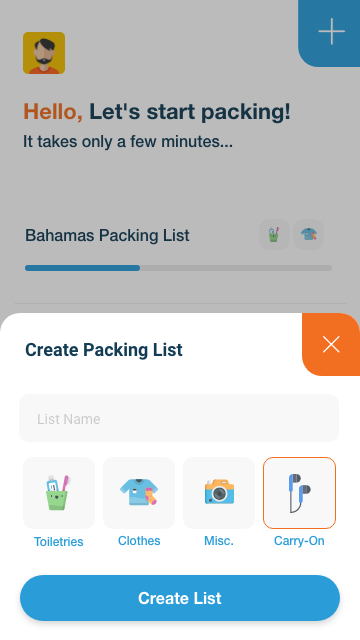 Hello, Let's start packing!
It takes only a few minutes...
Bahamas Packing List
Create Packing List
List Name
Toiletries Clothes Misc. Carry-On
Create List